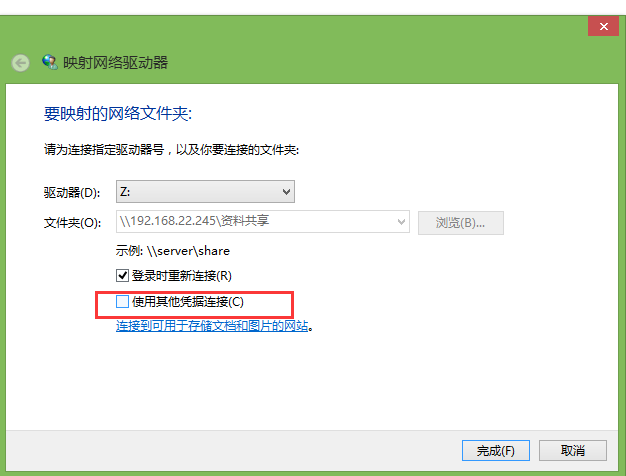 映射网络驱动器
要映射的网络文件夹:
请为连接指定驱动器号，以及你要连接的文件夹:
驱动器(D): Z:
文件夹(O): \\192.168.22.245\资料共享 浏览(B)...
示例: \\server\share
登录时重新连接(R)
使用其他凭据连接(C)
连接到可用于存储文档和图片的网站。
完成(F) 取消